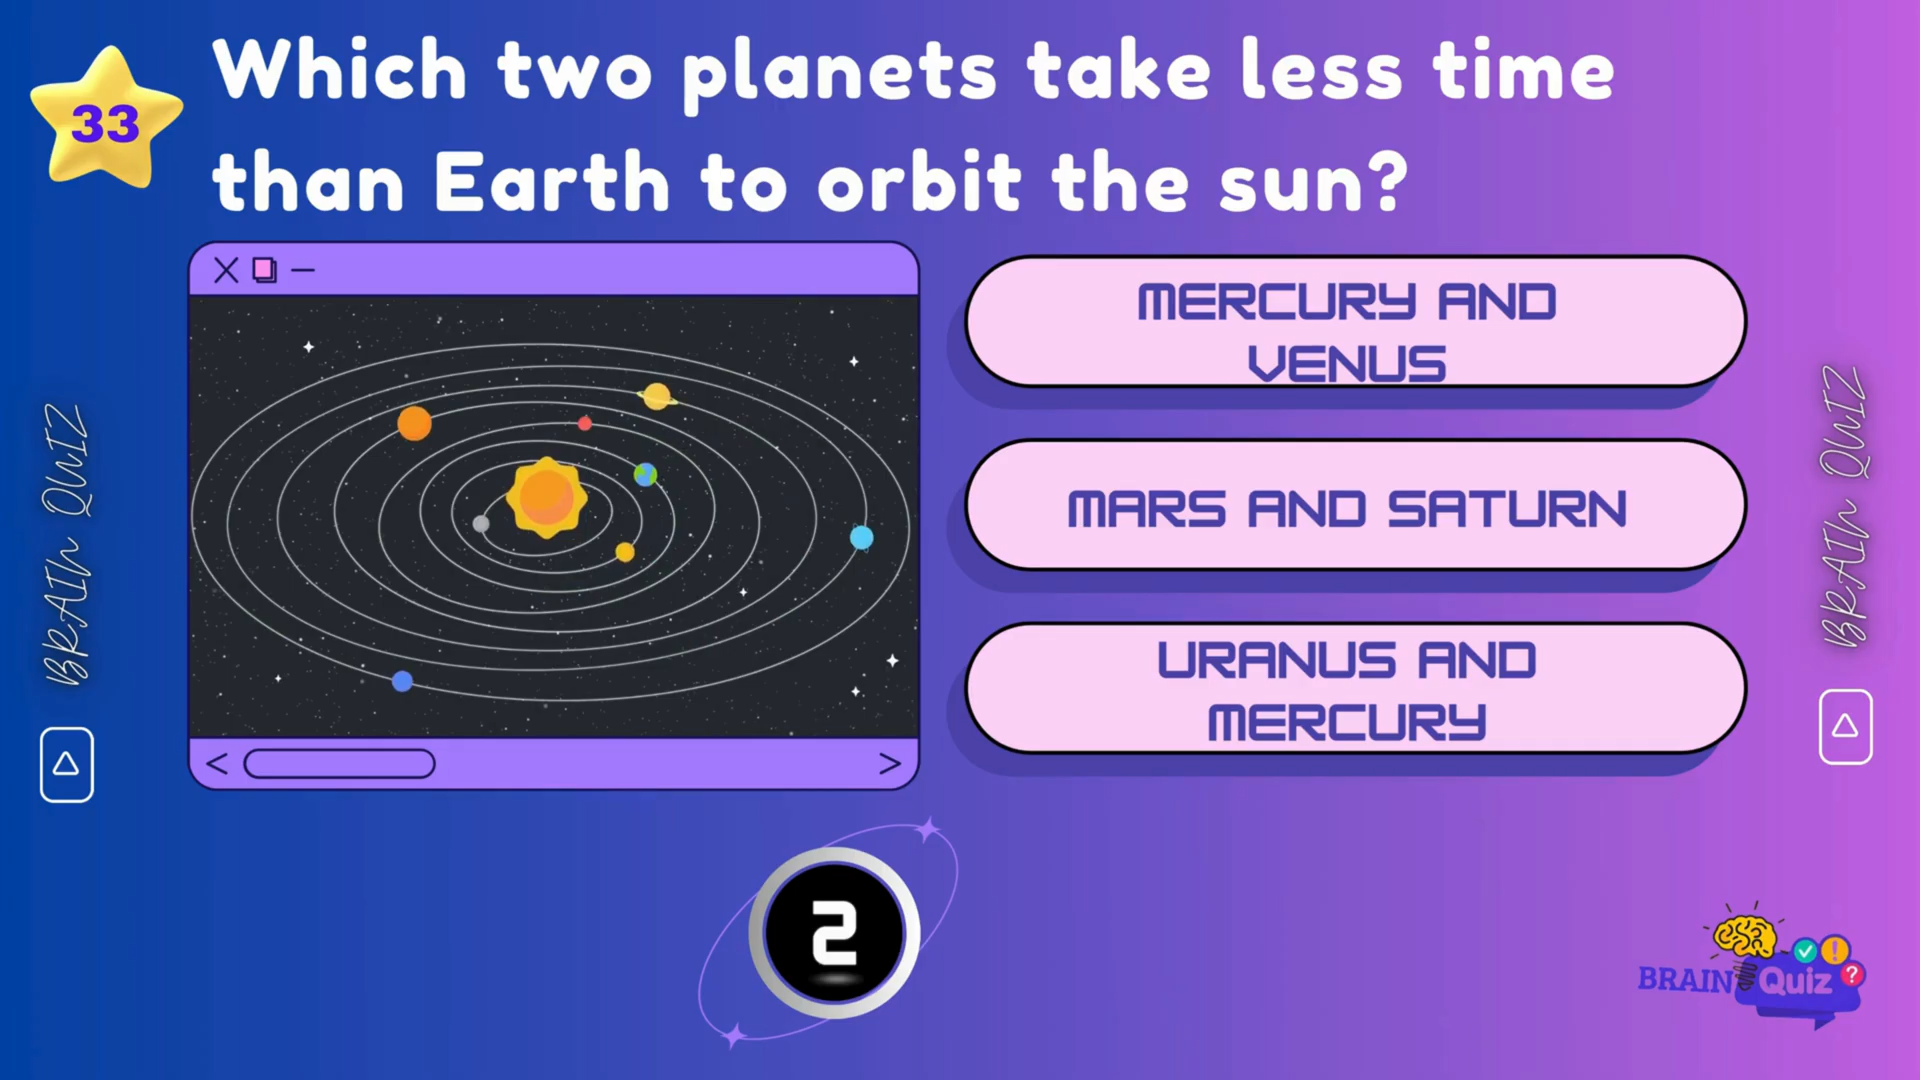 33
Which two planets take less time
than Earth to orbit the sun?
MERCURY AND
VENUS
MARS AND SATURN
URANUS AND
MERCURY
BRAIN QUIZ
BRAIN QUIZ
2
BRAIN Quiz